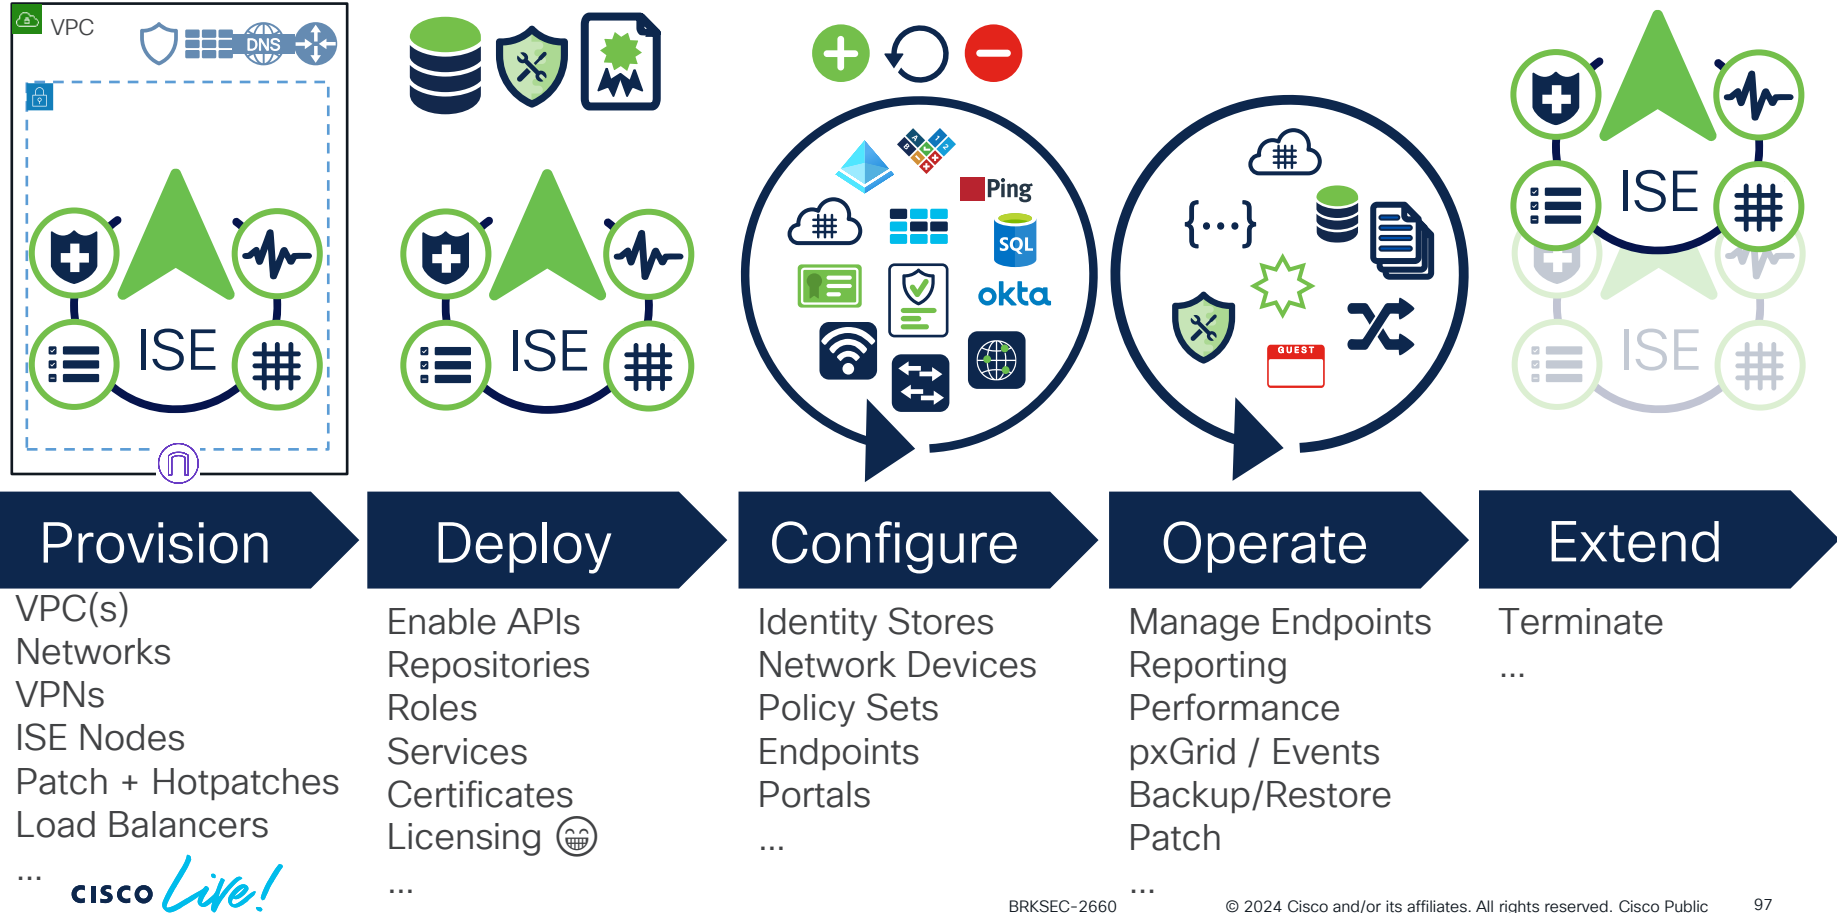 VPC
DNS
ISE
ISE
Ping
SQL
okta
{...}
GUEST
ISE
ISE
Provision
VPC(s)
Networks
VPNs
ISE Nodes
Patch + Hotpatches
Load Balancers
...
Deploy
Enable APIs
Repositories
Roles
Services
Certificates
Licensing 😁
...
Configure
Identity Stores
Network Devices
Policy Sets
Endpoints
Portals
...
Operate
Manage Endpoints
Reporting
Performance
pxGrid / Events
Backup/Restore
Patch
...
Extend
Terminate
...
CISCO Live!
BRKSEC-2660
© 2024 Cisco and/or its affiliates. All rights reserved. Cisco Public
97